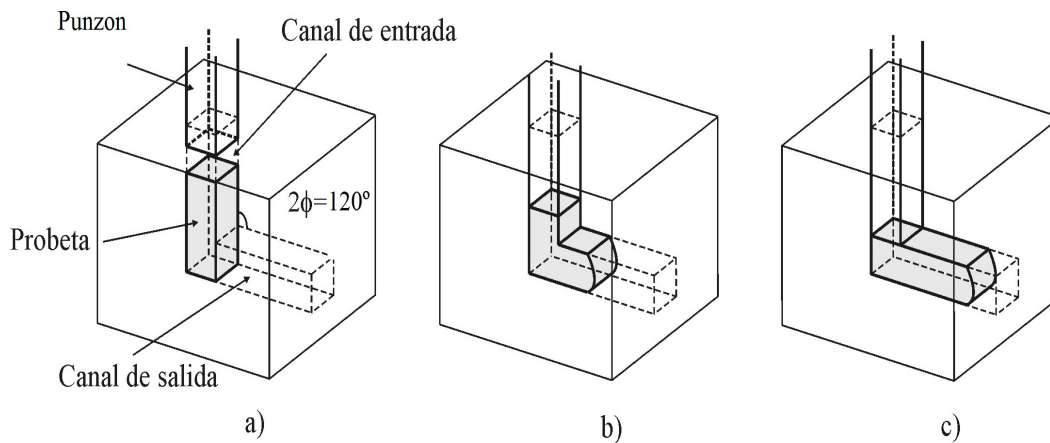 Punzon
Canal de entrada
2ϕ=120º
Probeta
Canal de salida
a)
b)
c)